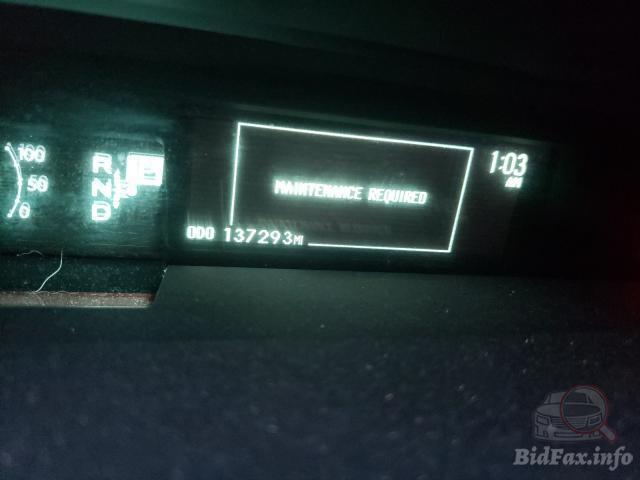 100
50
0
R
N
D
P
MAINTENANCE REQUIRED
ODO 137293MI
1:03
AM
BidFax.info